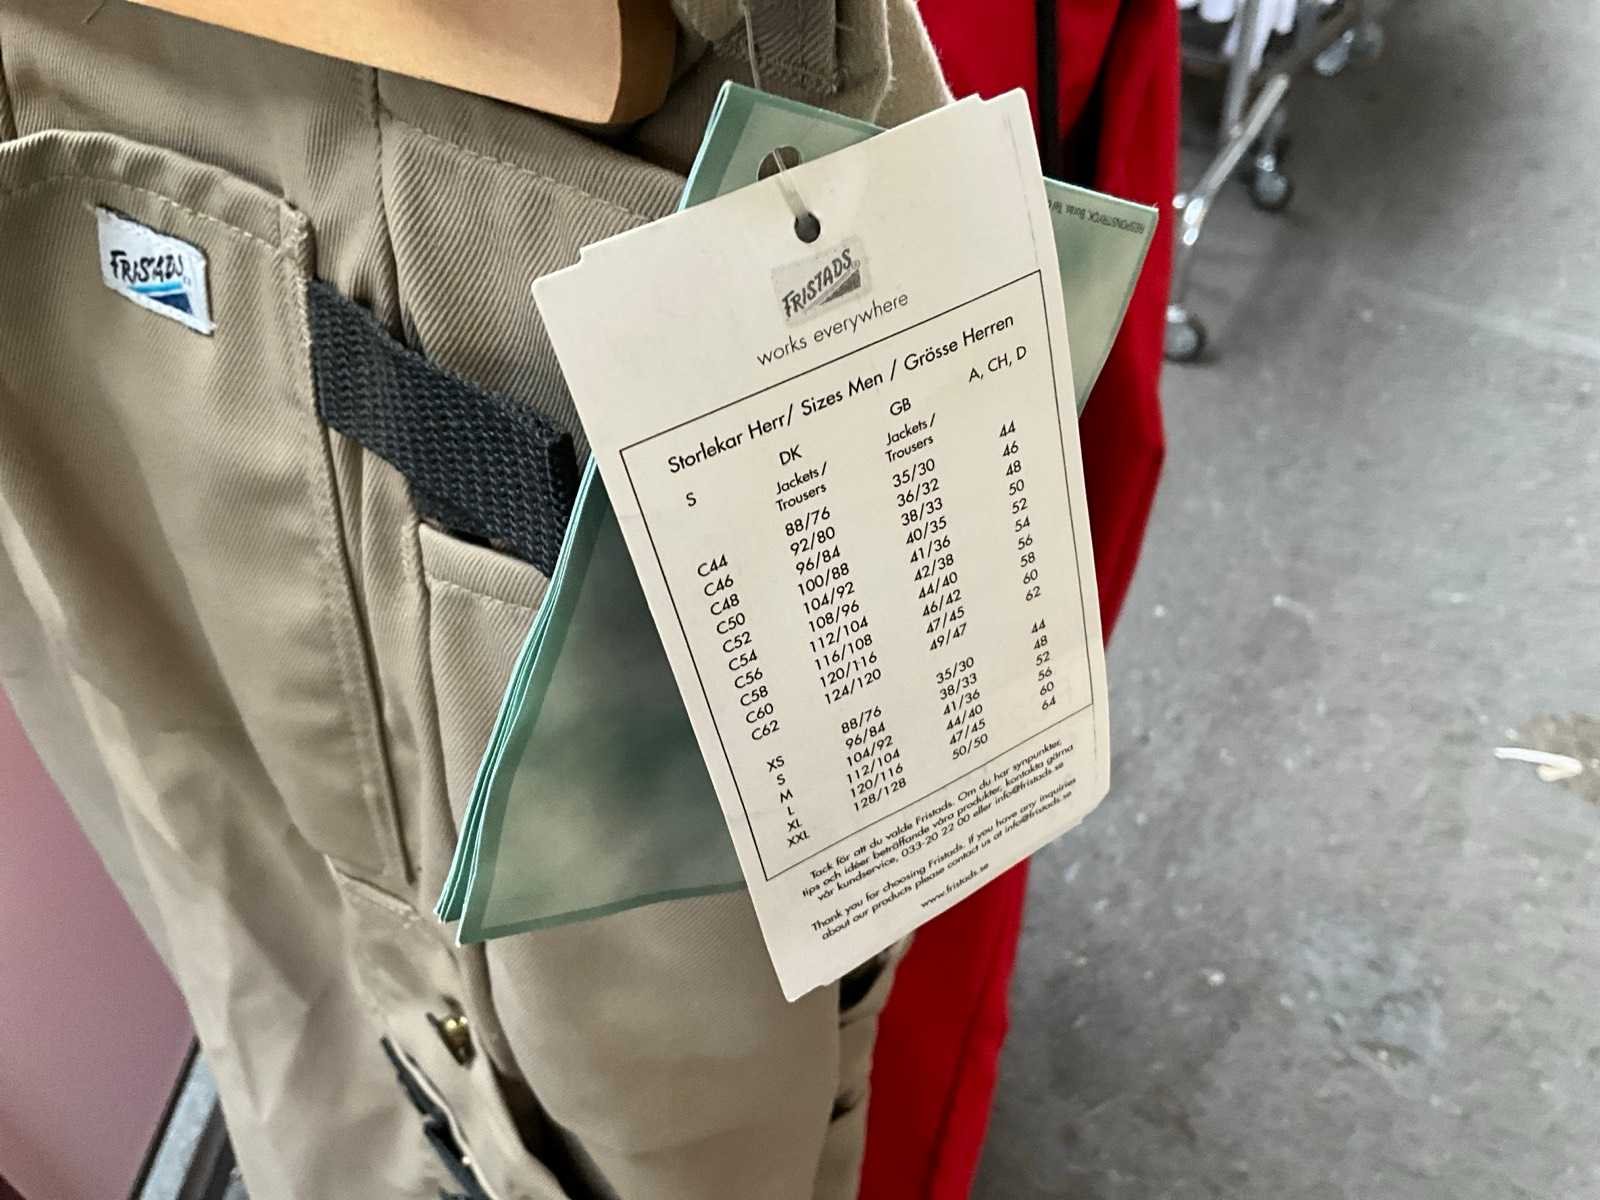 FRISTADS
RESPONSTRYCK, Borås. Tel
FRISTADS
works everywhere
Storlekar Herr/ Sizes Men / Grösse Herren
S DK GB A, CH, D
Jackets/ Jackets/
Trousers Trousers
C44 88/76 35/30 44
C46 92/80 36/32 46
C48 96/84 38/33 48
C50 100/88 40/35 50
C52 104/92 41/36 52
C54 108/96 42/38 54
C56 112/104 44/40 56
C58 116/108 46/42 58
C60 120/116 47/45 60
C62 124/120 49/47 62
XS 88/76 35/30 44
S 96/84 38/33 48
M 104/92 41/36 52
L 112/104 44/40 56
XL 120/116 47/45 60
XXL 128/128 50/50 64
Tack för att du valde Fristads. Om du har synpunkter,
tips och idéer beträffande våra produkter, kontakta gärna
vår kundservice, 033-20 22 00 eller info@fristads.se
Thank you for choosing Fristads. If you have any inquiries
about our products please contact us at info@fristads.se
www.fristads.se